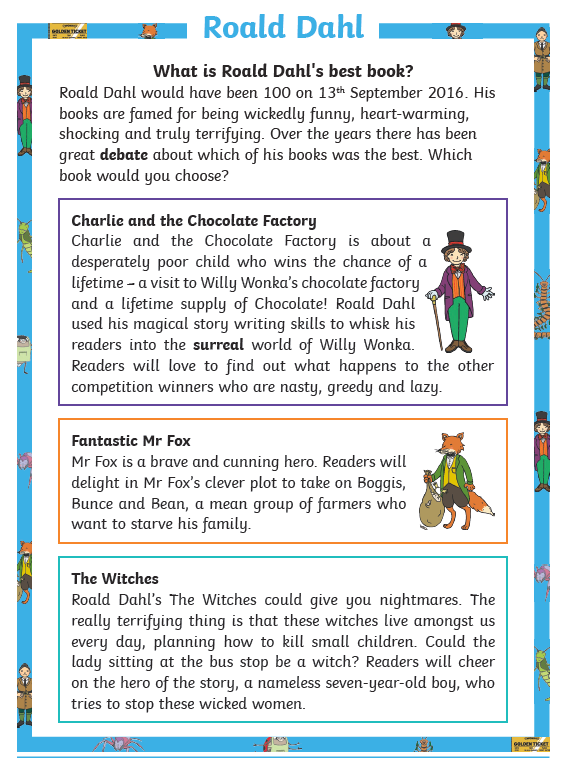 GOLDEN TICKET
Roald Dahl
What is Roald Dahl's best book?
Roald Dahl would have been 100 on 13th September 2016. His
books are famed for being wickedly funny, heart-warming,
shocking and truly terrifying. Over the years there has been
great debate about which of his books was the best. Which
book would you choose?
Charlie and the Chocolate Factory
Charlie and the Chocolate Factory is about a
desperately poor child who wins the chance of a
lifetime – a visit to Willy Wonka's chocolate factory
and a lifetime supply of Chocolate! Roald Dahl
used his magical story writing skills to whisk his
readers into the surreal world of Willy Wonka.
Readers will love to find out what happens to the other
competition winners who are nasty, greedy and lazy.
Fantastic Mr Fox
Mr Fox is a brave and cunning hero. Readers will
delight in Mr Fox's clever plot to take on Boggis,
Bunce and Bean, a mean group of farmers who
want to starve his family.
The Witches
Roald Dahl's The Witches could give you nightmares. The
really terrifying thing is that these witches live amongst us
every day, planning how to kill small children. Could the
lady sitting at the bus stop be a witch? Readers will cheer
on the hero of the story, a nameless seven-year-old boy, who
tries to stop these wicked women.
GOLDEN TICKET